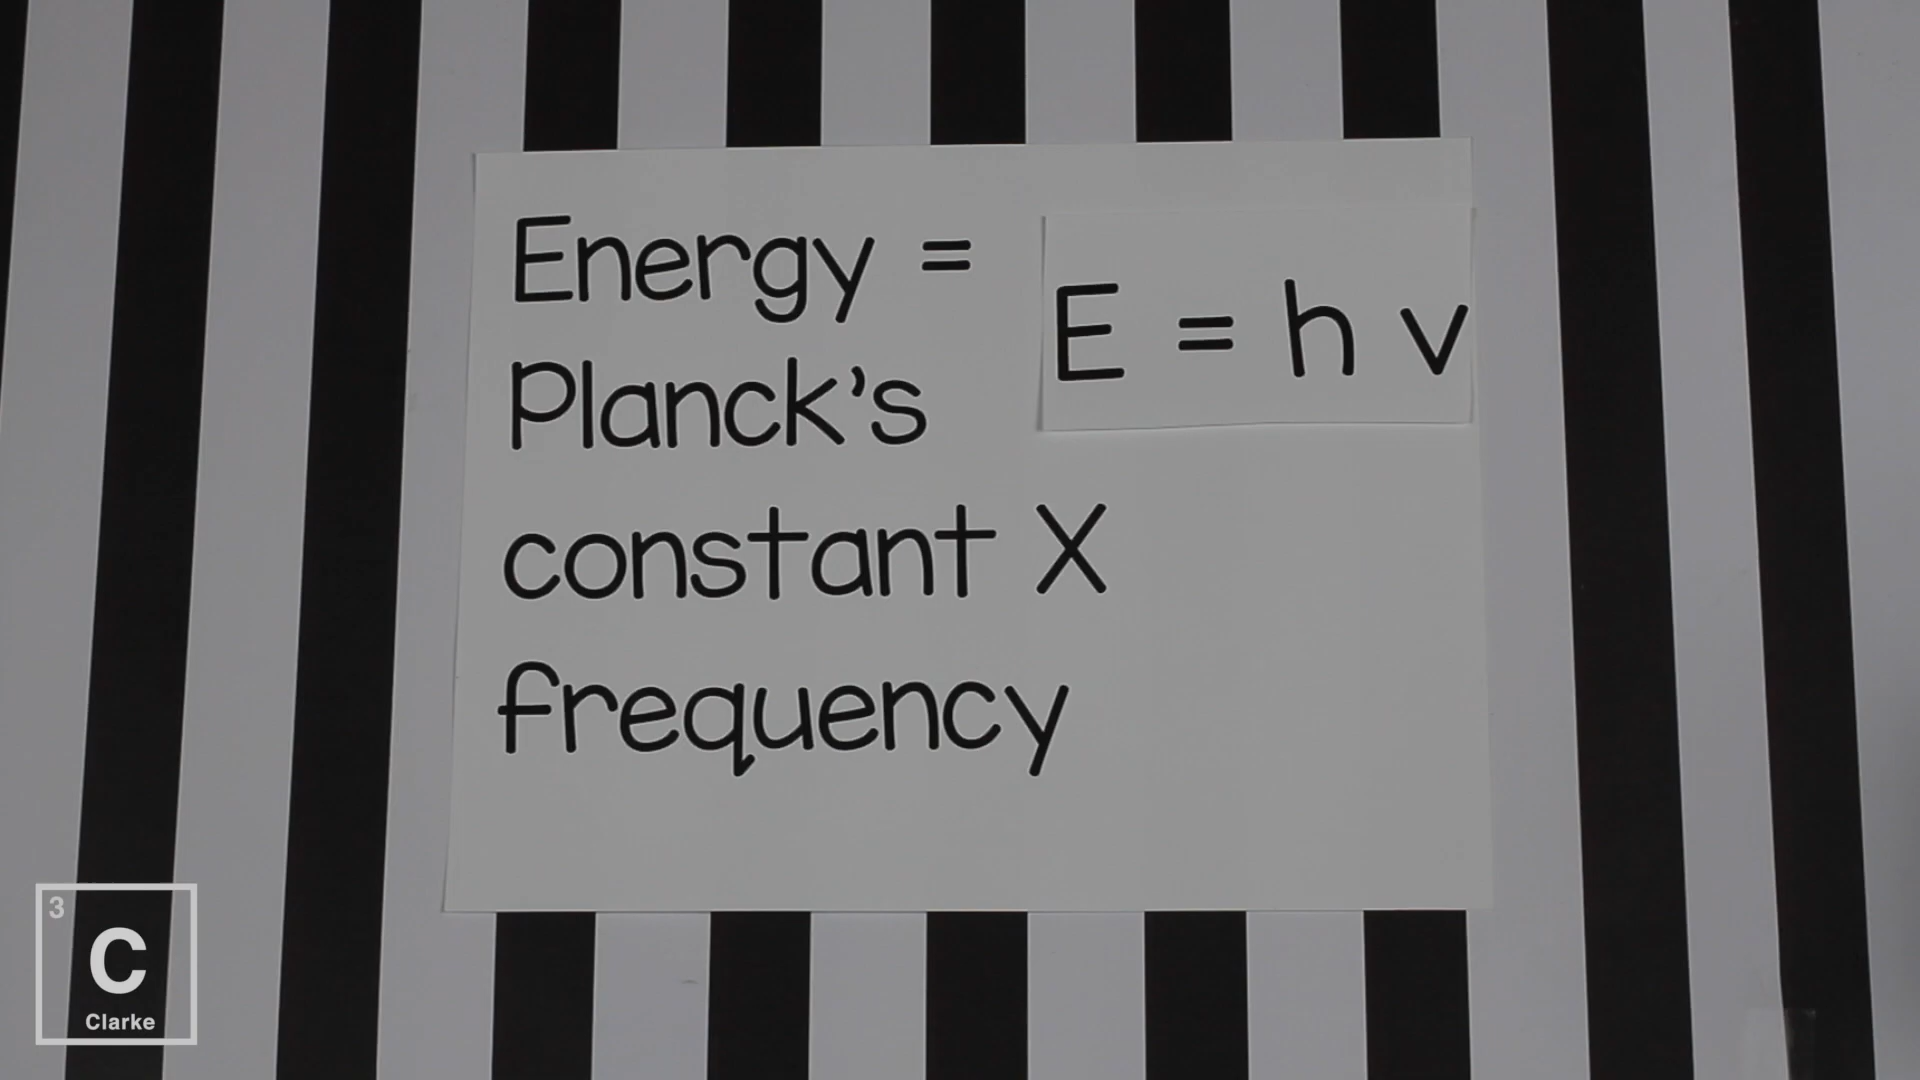 Energy =
E = h v
Planck's
constant X
frequency
3
C
Clarke